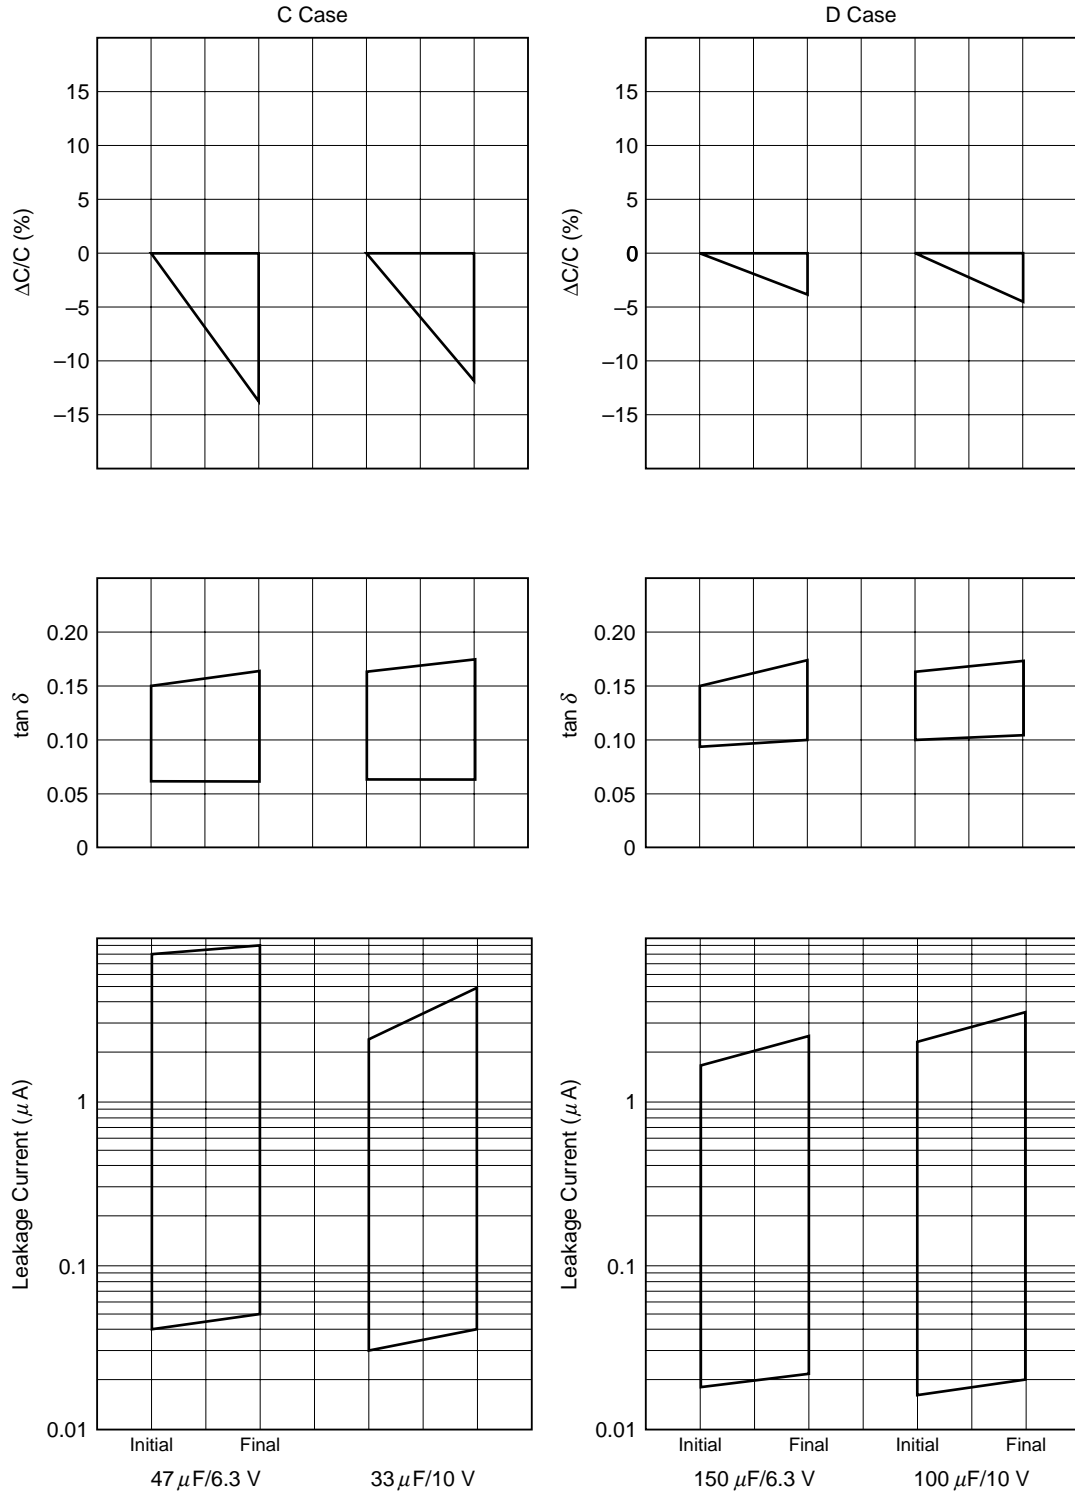 C Case
D Case
ΔC/C (%)
15
10
5
0
–5
–10
–15
ΔC/C (%)
15
10
5
0
–5
–10
–15
tan δ
0.20
0.15
0.10
0.05
0
tan δ
0.20
0.15
0.10
0.05
0
Leakage Current (μA)
1
0.1
0.01
Leakage Current (μA)
1
0.1
0.01
Initial Final
Initial Final Initial Final
47 μF/6.3 V 33 μF/10 V
150 μF/6.3 V 100 μF/10 V